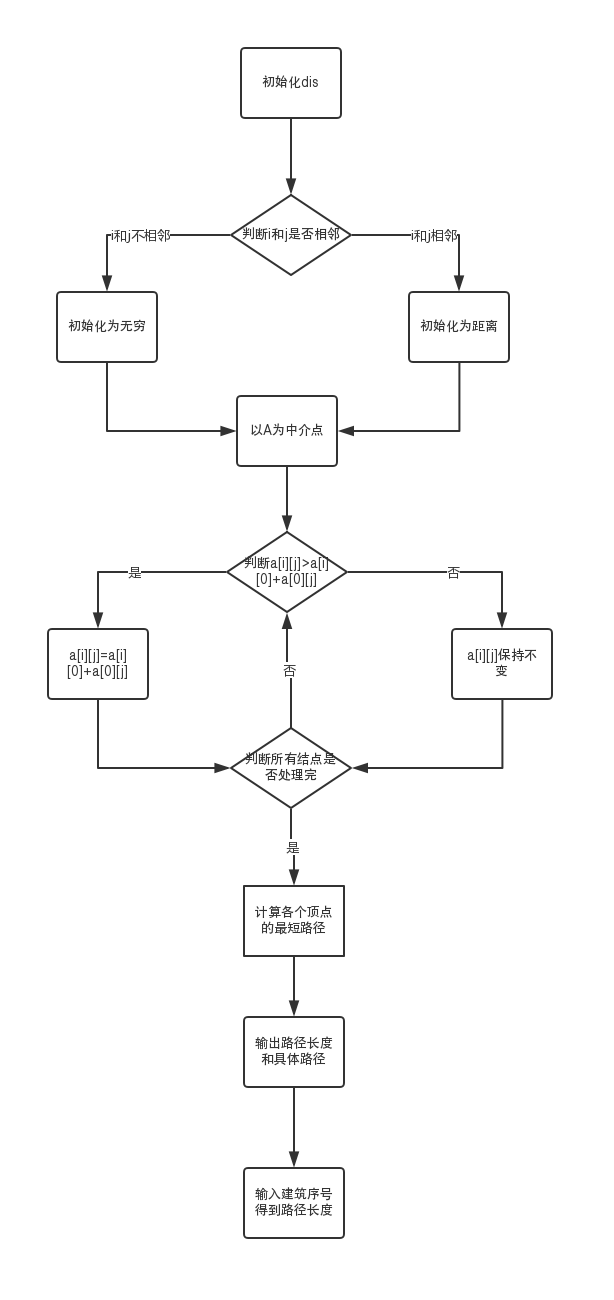 初始化dis
判断i和j是否相邻
i和j不相邻
i和j相邻
初始化为无穷
初始化为距离
以A为中介点
判断a[i][j]>a[i]
[0]+a[0][j]
是
否
a[i][j]=a[i]
[0]+a[0][j]
a[i][j]保持不
变
否
判断所有结点是
否处理完
是
计算各个顶点
的最短路径
输出路径长度
和具体路径
输入建筑序号
得到路径长度